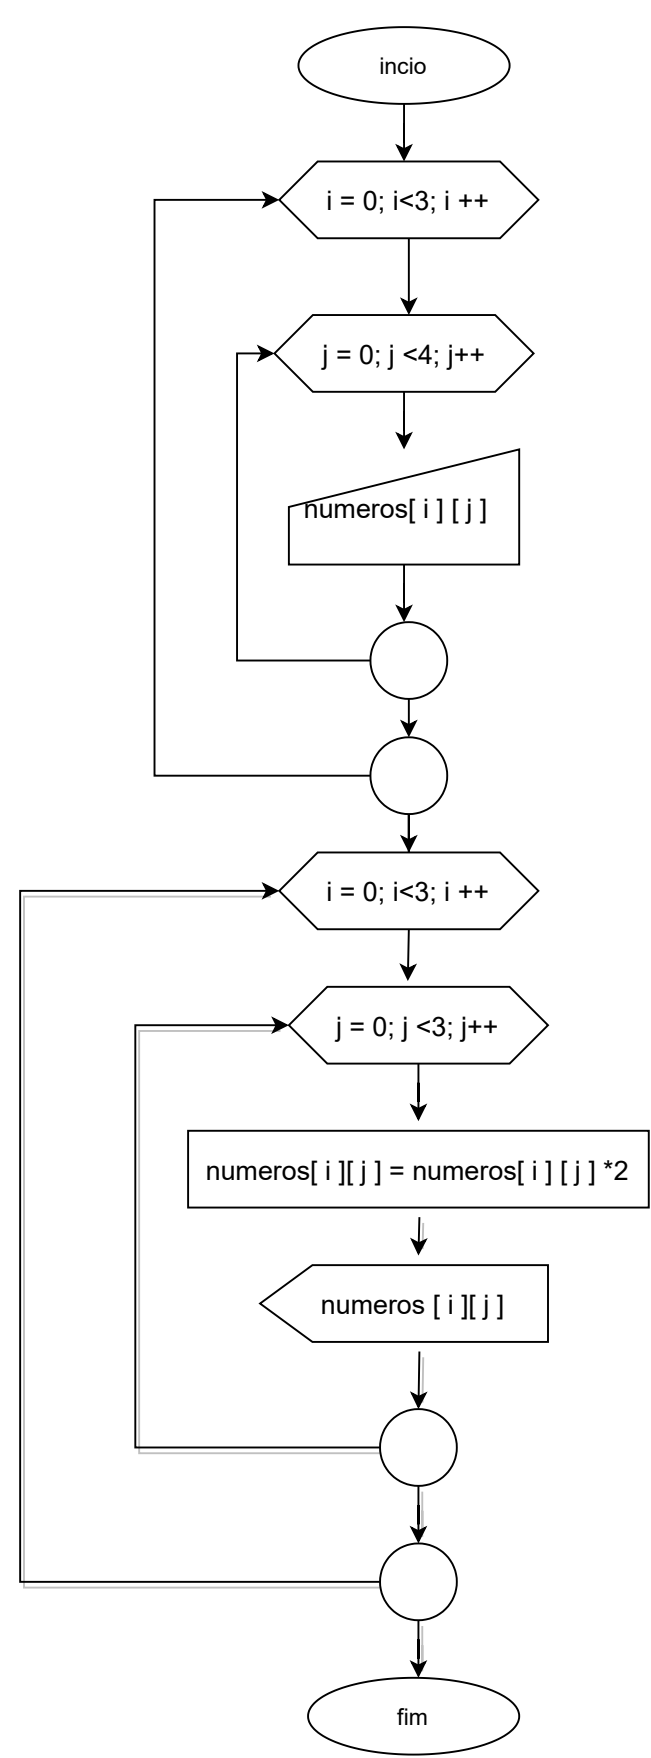 incio
i = 0; i<3; i ++
j = 0; j <4; j++
numeros[ i ] [ j ]
i = 0; i<3; i ++
j = 0; j <3; j++
numeros[ i ][ j ] = numeros[ i ] [ j ] *2
numeros [ i ][ j ]
fim